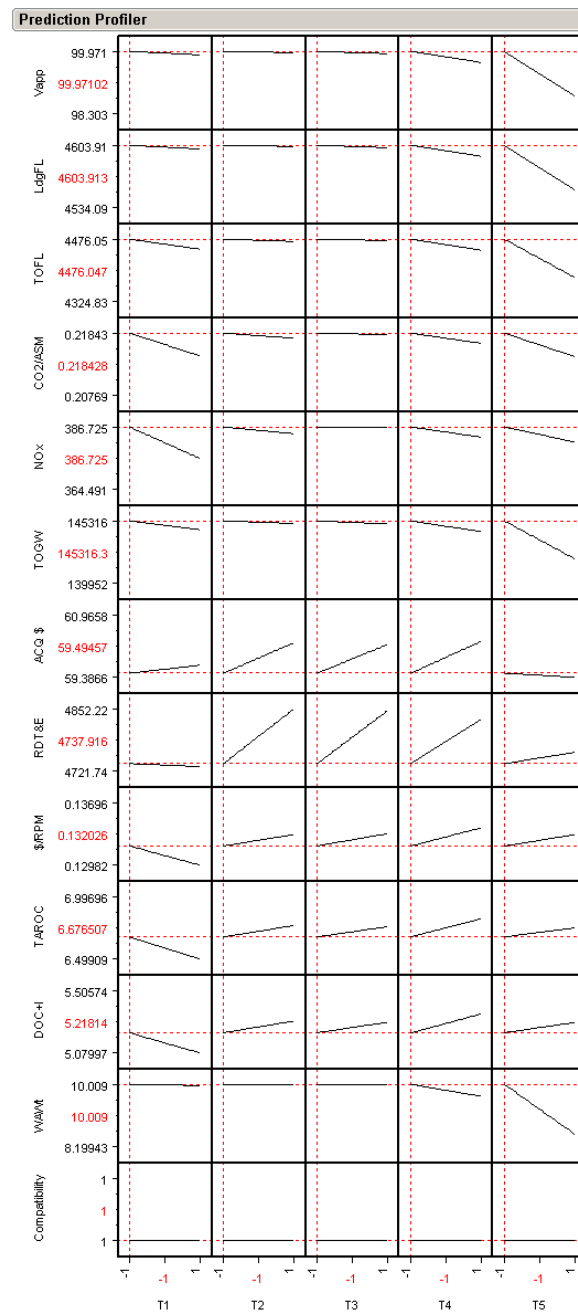 Prediction Profiler
Vapp
99.971
99.97102
98.303
LdgFL
4603.91
4603.913
4534.09
TOFL
4476.05
4476.047
4324.83
CO2/ASM
0.21843
0.218428
0.20769
NOx
386.725
386.725
364.491
TOGW
145316
145316.3
139952
ACQ $
60.9658
59.49457
59.3866
RDT&E
4852.22
4737.916
4721.74
$/RPM
0.13696
0.132026
0.12982
TAROC
6.99696
6.676507
6.49909
DOC+I
5.50574
5.21814
5.07997
WAWt
10.009
10.009
8.19943
Compatibility
1
1
1
-1 -1 1 -1 -1 1 -1 -1 1 -1 -1 1 -1 -1 1
T1 T2 T3 T4 T5